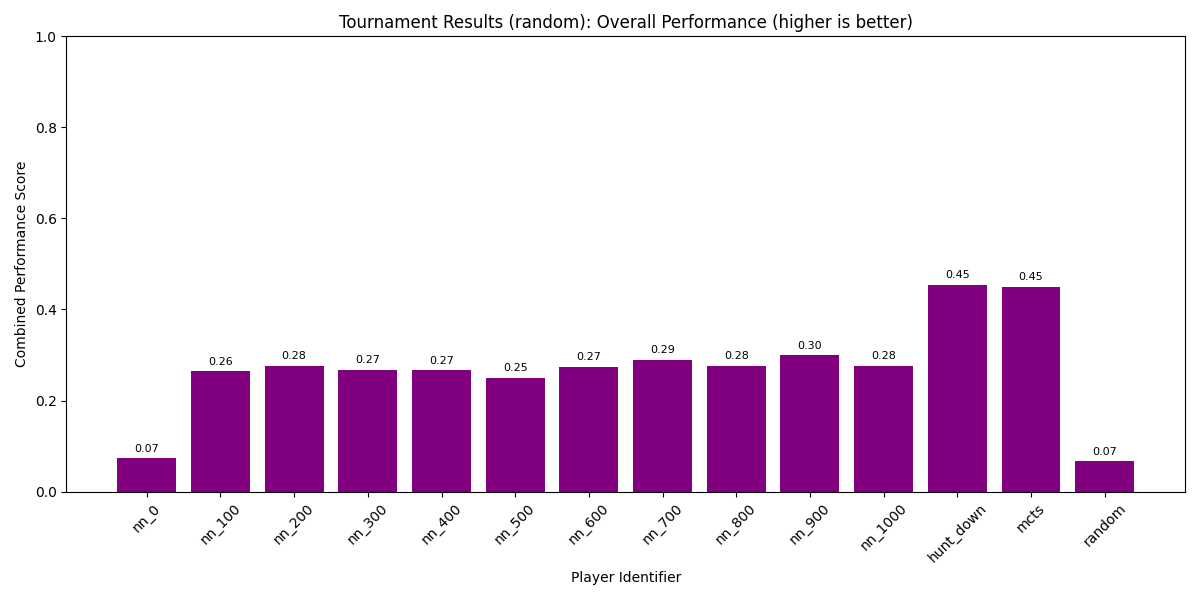 Tournament Results (random): Overall Performance (higher is better)
Combined Performance Score
1.0
0.8
0.6
0.4
0.2
0.0
0.07
0.26
0.28
0.27
0.27
0.25
0.27
0.29
0.28
0.30
0.28
0.45
0.45
0.07
nn_0
nn_100
nn_200
nn_300
nn_400
nn_500
nn_600
nn_700
nn_800
nn_900
nn_1000
hunt_down
mcts
random
Player Identifier